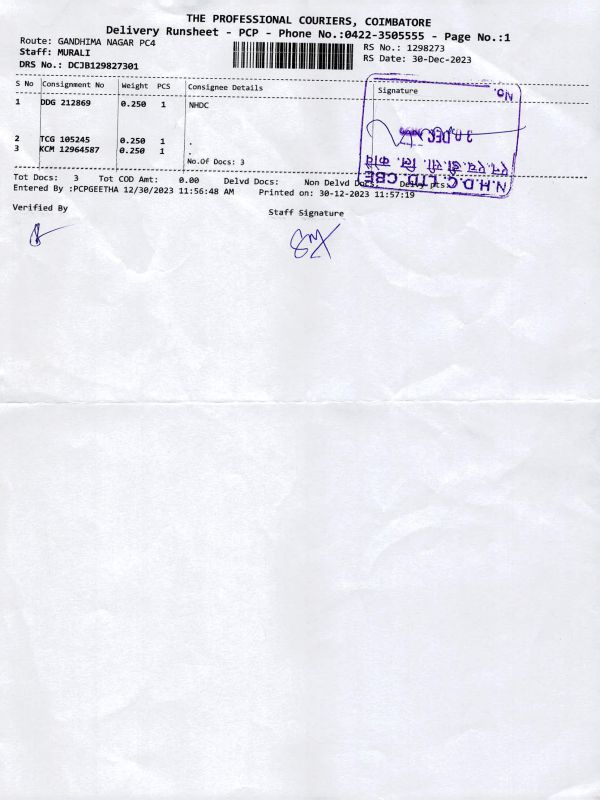 THE PROFESSIONAL COURIERS, COIMBATORE
Delivery Runsheet - PCP - Phone No.:0422-3505555 - Page No.:1
Route: GANDHIMA NAGAR PC4
RS No.: 1298273
Staff: MURALI
RS Date: 30-Dec-2023
DRS No.: DCJB129827301
S No Consignment No Weight PCS Consignee Details Signature
1 DDG 212869 0.250 1 NHDC
2 TCG 105245 0.250 1 .
3 KCM 12964587 0.250 1 .
No.Of Docs: 3
No.
DEC
एन.एच.डी.सी. लि. कोय
N.H.D.C. LTD. CBE
Tot Docs: 3 Tot COD Amt: 0.00 Delvd Docs: Non Delvd Docs:
Entered By :PCPGEETHA 12/30/2023 11:56:48 AM Printed on: 30-12-2023 11:57:19
Verified By
Staff Signature